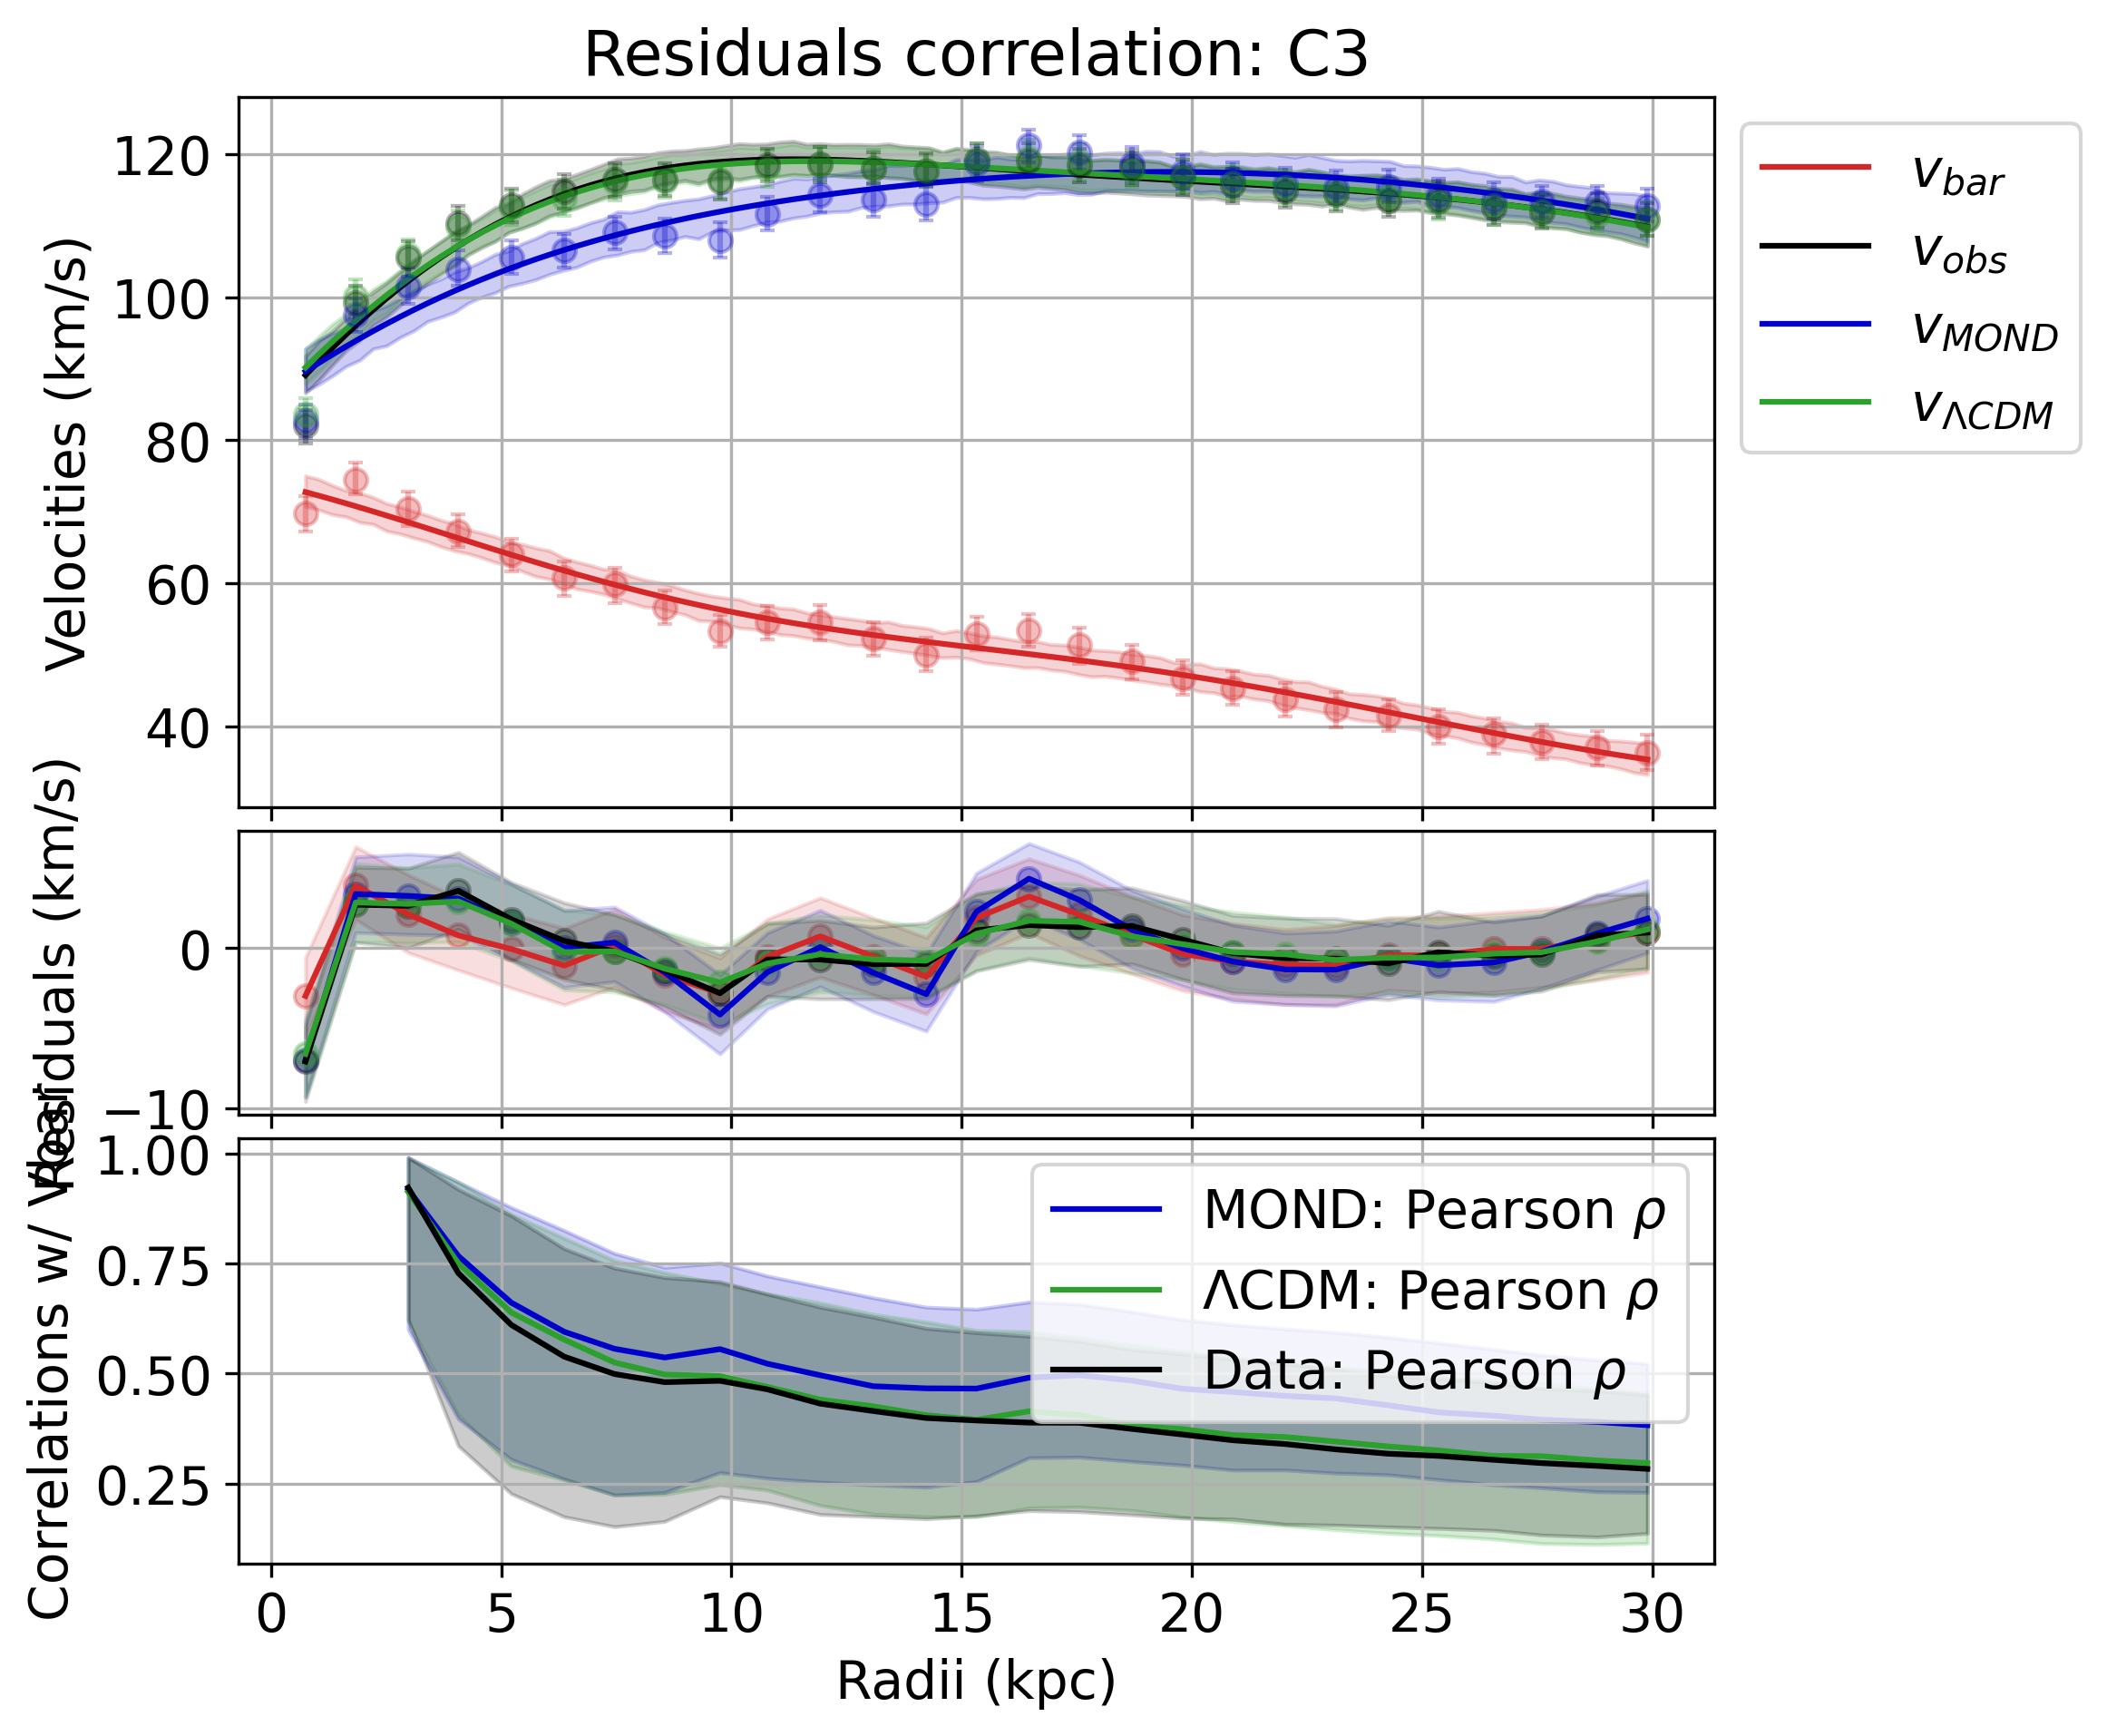 Residuals correlation: C3
120
100
80
60
40
Velocities (km/s)
v_bar
v_obs
v_MOND
v_ΛCDM
0
−10
Residuals (km/s)
1.00
0.75
0.50
0.25
Correlations w/ Vbar
MOND: Pearson ρ
ΛCDM: Pearson ρ
Data: Pearson ρ
0 5 10 15 20 25 30
Radii (kpc)